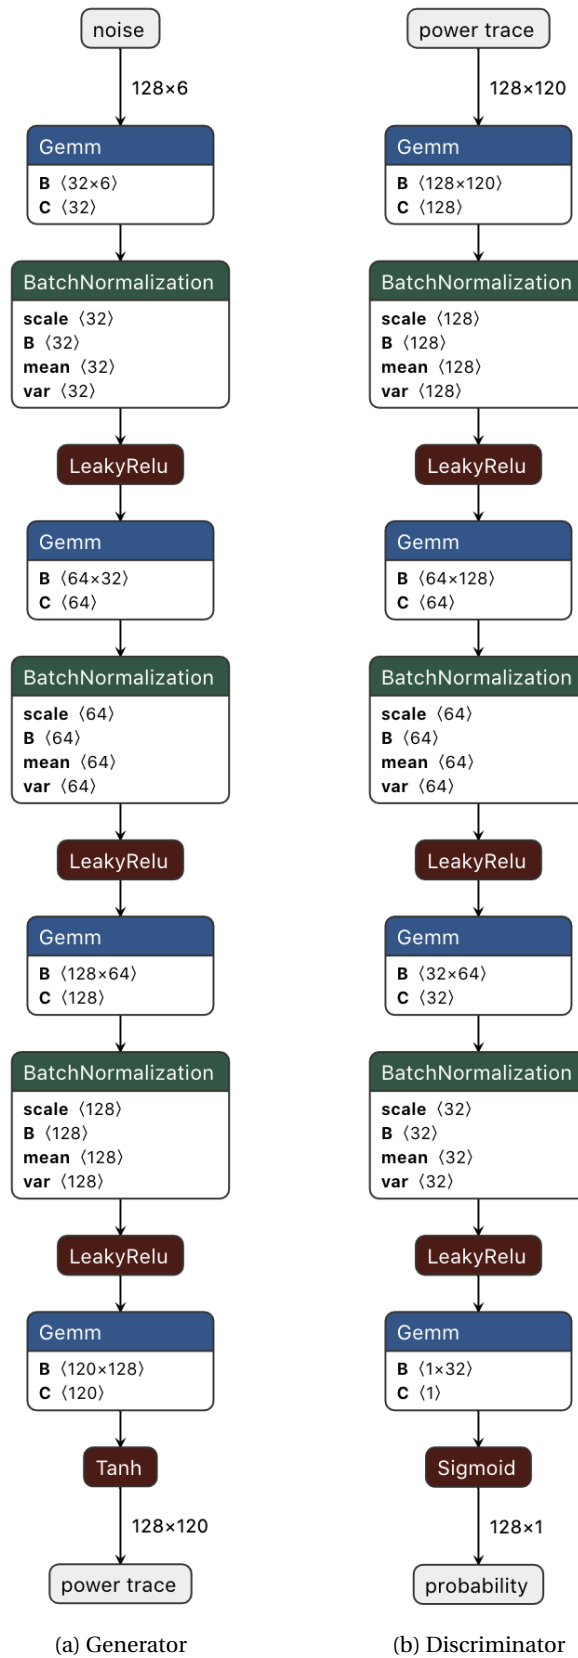 noise
128×6
Gemm
B ⟨32×6⟩
C ⟨32⟩
BatchNormalization
scale ⟨32⟩
B ⟨32⟩
mean ⟨32⟩
var ⟨32⟩
LeakyRelu
Gemm
B ⟨64×32⟩
C ⟨64⟩
BatchNormalization
scale ⟨64⟩
B ⟨64⟩
mean ⟨64⟩
var ⟨64⟩
LeakyRelu
Gemm
B ⟨128×64⟩
C ⟨128⟩
BatchNormalization
scale ⟨128⟩
B ⟨128⟩
mean ⟨128⟩
var ⟨128⟩
LeakyRelu
Gemm
B ⟨120×128⟩
C ⟨120⟩
Tanh
128×120
power trace
(a) Generator
power trace
128×120
Gemm
B ⟨128×120⟩
C ⟨128⟩
BatchNormalization
scale ⟨128⟩
B ⟨128⟩
mean ⟨128⟩
var ⟨128⟩
LeakyRelu
Gemm
B ⟨64×128⟩
C ⟨64⟩
BatchNormalization
scale ⟨64⟩
B ⟨64⟩
mean ⟨64⟩
var ⟨64⟩
LeakyRelu
Gemm
B ⟨32×64⟩
C ⟨32⟩
BatchNormalization
scale ⟨32⟩
B ⟨32⟩
mean ⟨32⟩
var ⟨32⟩
LeakyRelu
Gemm
B ⟨1×32⟩
C ⟨1⟩
Sigmoid
128×1
probability
(b) Discriminator